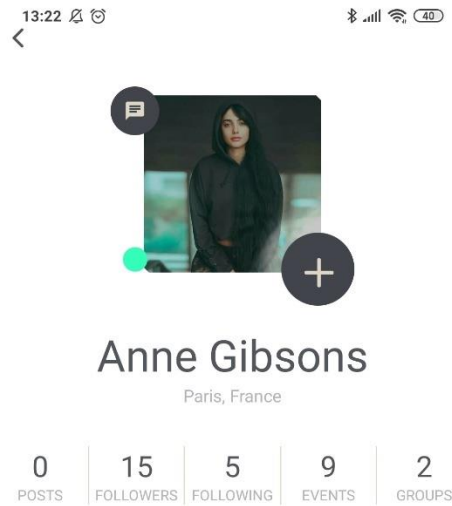 13:22 40
Anne Gibsons
Paris, France
0 15 5 9 2
POSTS FOLLOWERS FOLLOWING EVENTS GROUPS